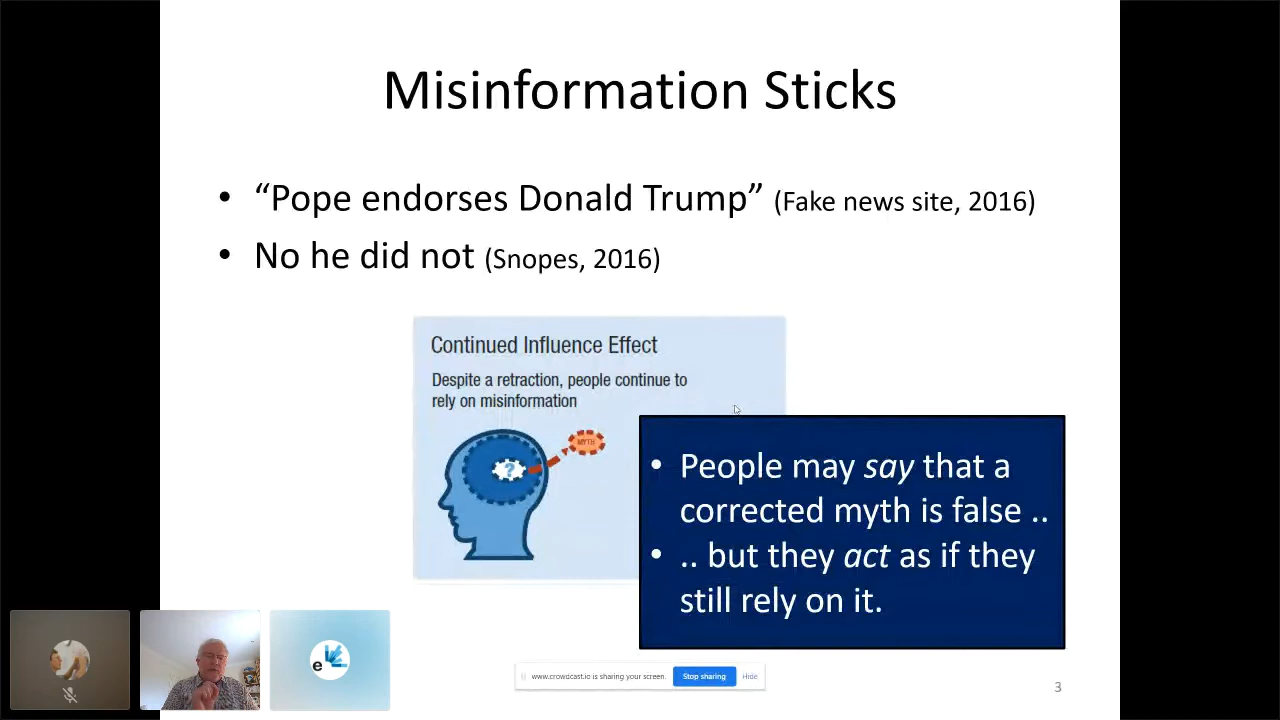 Misinformation Sticks
• “Pope endorses Donald Trump” (Fake news site, 2016)
• No he did not (Snopes, 2016)
Continued Influence Effect
Despite a retraction, people continue to
rely on misinformation
MYTH
?
• People may say that a
corrected myth is false ..
• .. but they act as if they
still rely on it.
e
www.crowdcast.io is sharing your screen.
Stop sharing
Hide
3